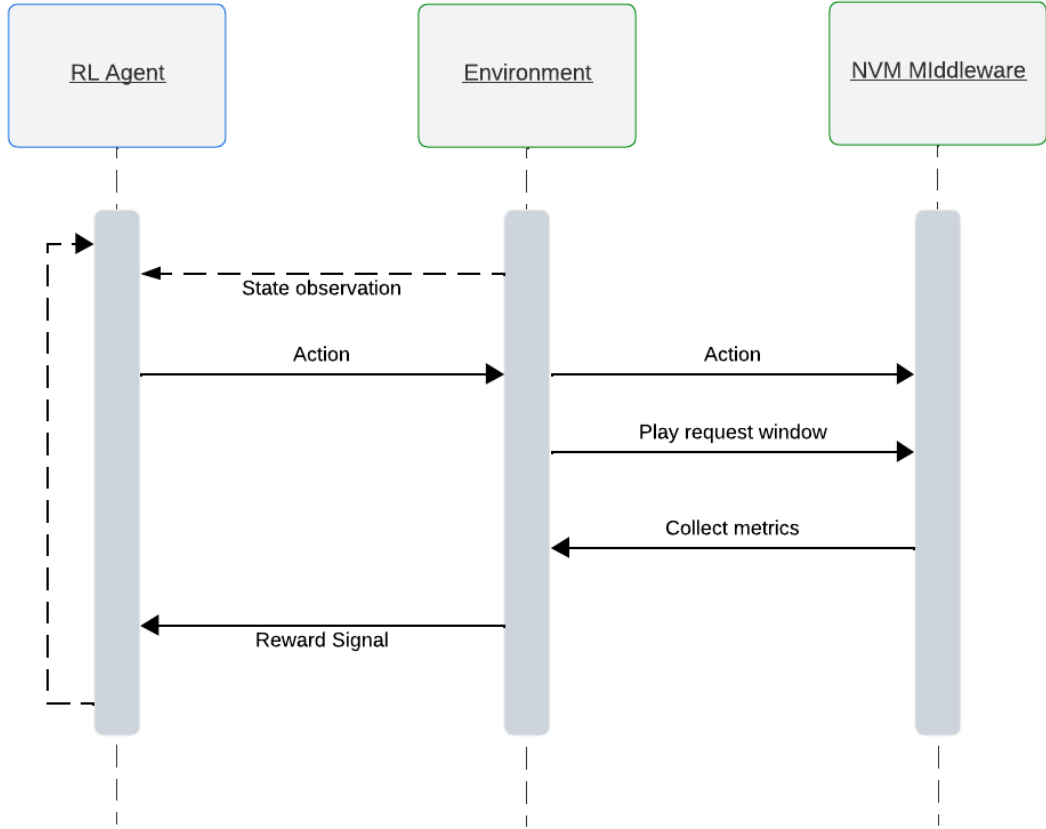 RL Agent
Environment
NVM MIddleware
State observation
Action
Action
Play request window
Collect metrics
Reward Signal